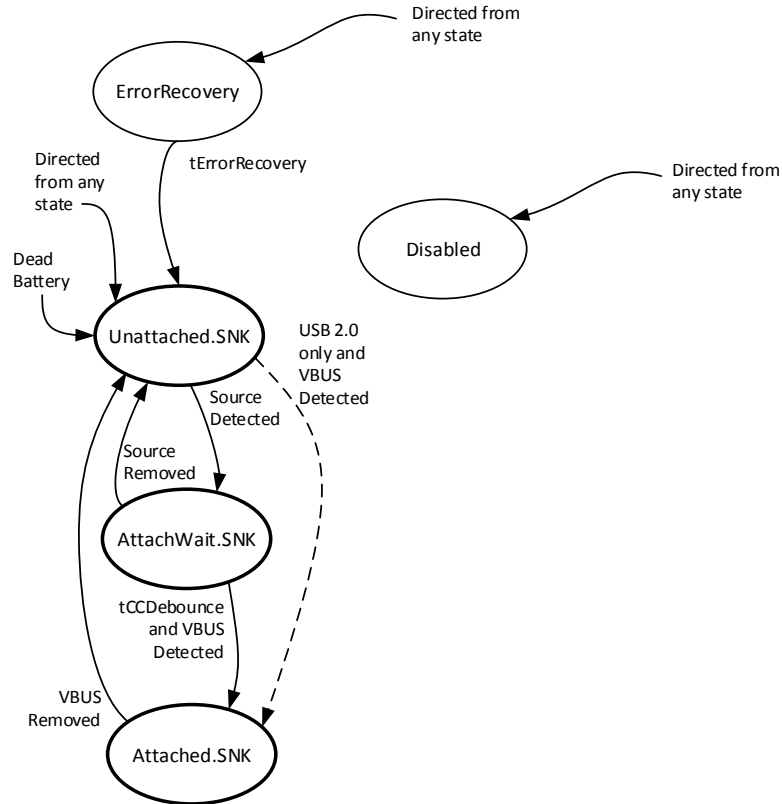 Directed from
any state
ErrorRecovery
tErrorRecovery
Directed
from any
state
Directed from
any state
Disabled
Dead
Battery
Unattached.SNK
USB 2.0
only and
VBUS
Detected
Source
Detected
Source
Removed
AttachWait.SNK
tCCDebounce
and VBUS
Detected
VBUS
Removed
Attached.SNK